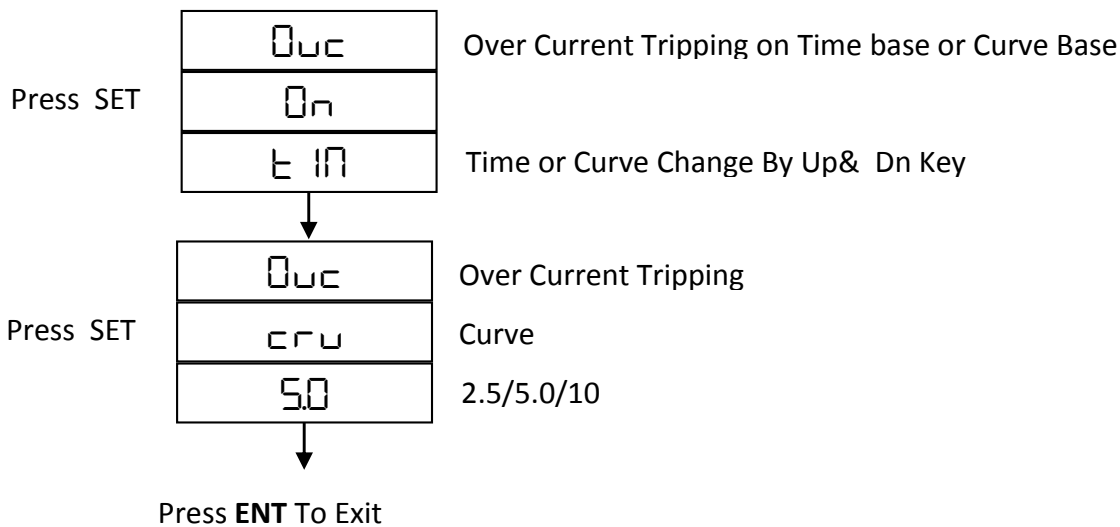 Ouc Over Current Tripping on Time base or Curve Base
Press SET On
tIM Time or Curve Change By Up& Dn Key
Ouc Over Current Tripping
Press SET cru Curve
5.0 2.5/5.0/10
Press ENT To Exit